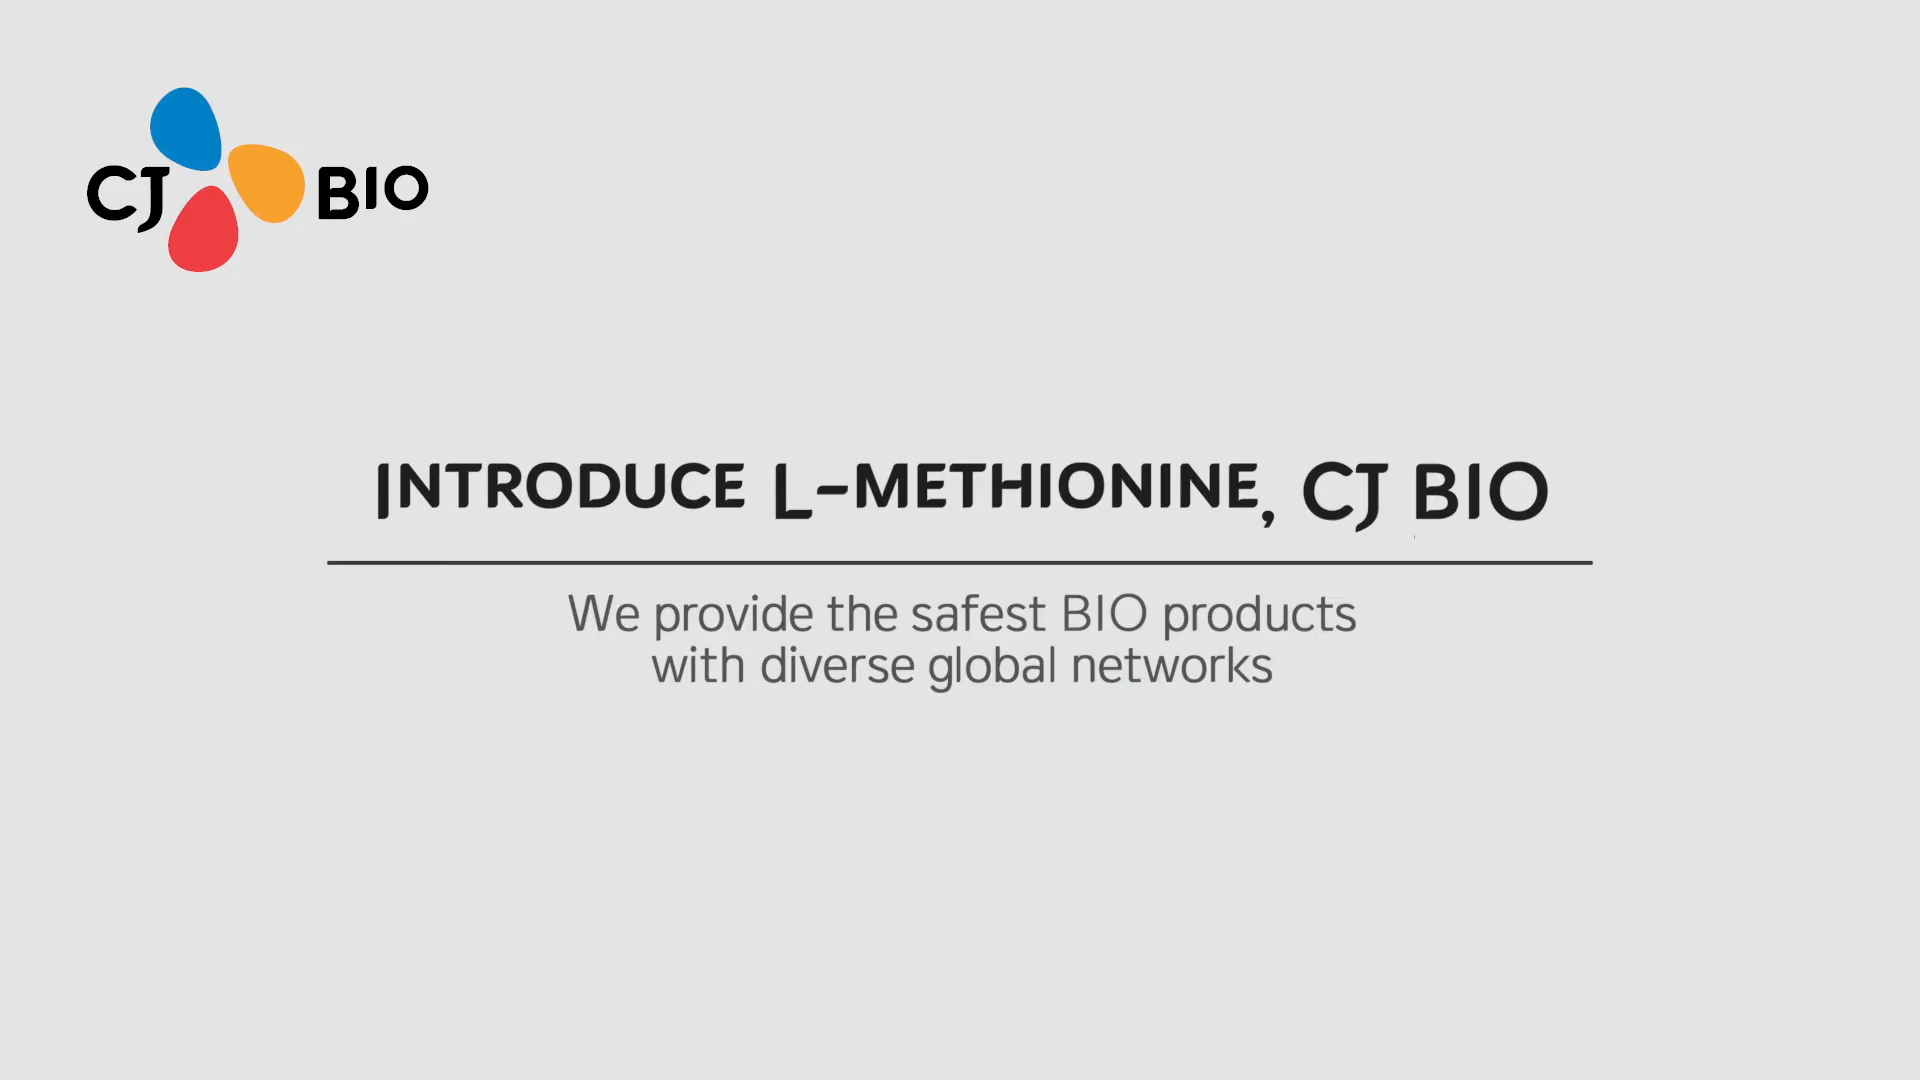 CJ BIO
INTRODUCE L-METHIONINE, CJ BIO
We provide the safest BIO products
with diverse global networks